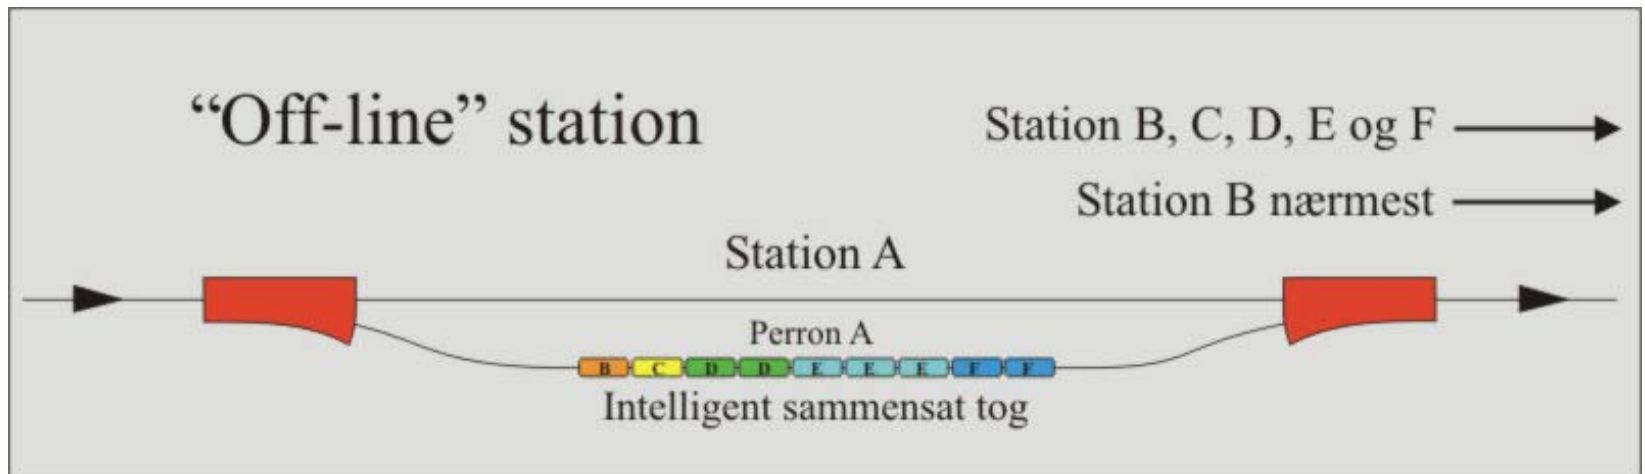 “Off-line” station
Station B, C, D, E og F
Station B nærmest
Station A
Perron A
B C D D E E E F F
Intelligent sammensat tog